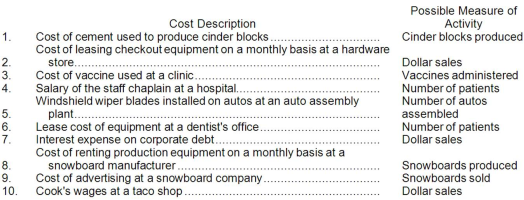 Possible Measure of
Cost Description Activity
1. Cost of cement used to produce cinder blocks ........................ Cinder blocks produced
Cost of leasing checkout equipment on a monthly basis at a hardware
2. store........................ Dollar sales
3. Cost of vaccine used at a clinic........................ Vaccines administered
4. Salary of the staff chaplain at a hospital........................ Number of patients
Windshield wiper blades installed on autos at an auto assembly Number of autos
5. plant........................ assembled
6. Lease cost of equipment at a dentist's office........................ Number of patients
7. Interest expense on corporate debt........................ Dollar sales
Cost of renting production equipment on a monthly basis at a
8. snowboard manufacturer........................ Snowboards produced
9. Cost of advertising at a snowboard company........................ Snowboards sold
10. Cook's wages at a taco shop ........................ Dollar sales